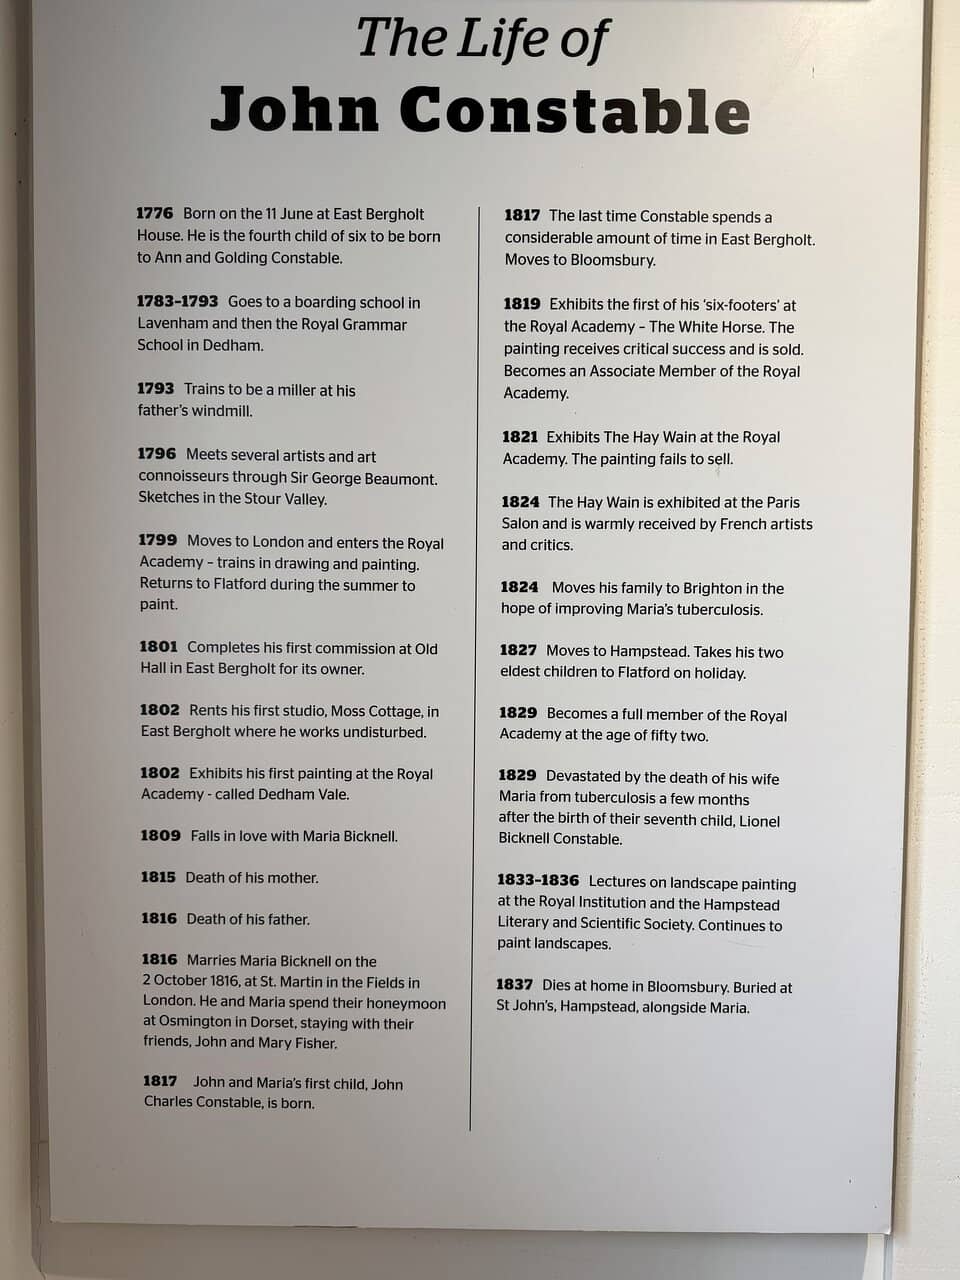 The Life of
John Constable
1776 Born on the 11 June at East Bergholt
House. He is the fourth child of six to be born
to Ann and Golding Constable.
1783–1793 Goes to a boarding school in
Lavenham and then the Royal Grammar
School in Dedham.
1793 Trains to be a miller at his
father's windmill.
1796 Meets several artists and art
connoisseurs through Sir George Beaumont.
Sketches in the Stour Valley.
1799 Moves to London and enters the Royal
Academy – trains in drawing and painting.
Returns to Flatford during the summer to
paint.
1801 Completes his first commission at Old
Hall in East Bergholt for its owner.
1802 Rents his first studio, Moss Cottage, in
East Bergholt where he works undisturbed.
1802 Exhibits his first painting at the Royal
Academy - called Dedham Vale.
1809 Falls in love with Maria Bicknell.
1815 Death of his mother.
1816 Death of his father.
1816 Marries Maria Bicknell on the
2 October 1816, at St. Martin in the Fields in
London. He and Maria spend their honeymoon
at Osmington in Dorset, staying with their
friends, John and Mary Fisher.
1817 John and Maria's first child, John
Charles Constable, is born.
1817 The last time Constable spends a
considerable amount of time in East Bergholt.
Moves to Bloomsbury.
1819 Exhibits the first of his 'six-footers' at
the Royal Academy – The White Horse. The
painting receives critical success and is sold.
Becomes an Associate Member of the Royal
Academy.
1821 Exhibits The Hay Wain at the Royal
Academy. The painting fails to sell.
1824 The Hay Wain is exhibited at the Paris
Salon and is warmly received by French artists
and critics.
1824 Moves his family to Brighton in the
hope of improving Maria's tuberculosis.
1827 Moves to Hampstead. Takes his two
eldest children to Flatford on holiday.
1829 Becomes a full member of the Royal
Academy at the age of fifty two.
1829 Devastated by the death of his wife
Maria from tuberculosis a few months
after the birth of their seventh child, Lionel
Bicknell Constable.
1833–1836 Lectures on landscape painting
at the Royal Institution and the Hampstead
Literary and Scientific Society. Continues to
paint landscapes.
1837 Dies at home in Bloomsbury. Buried at
St John's, Hampstead, alongside Maria.